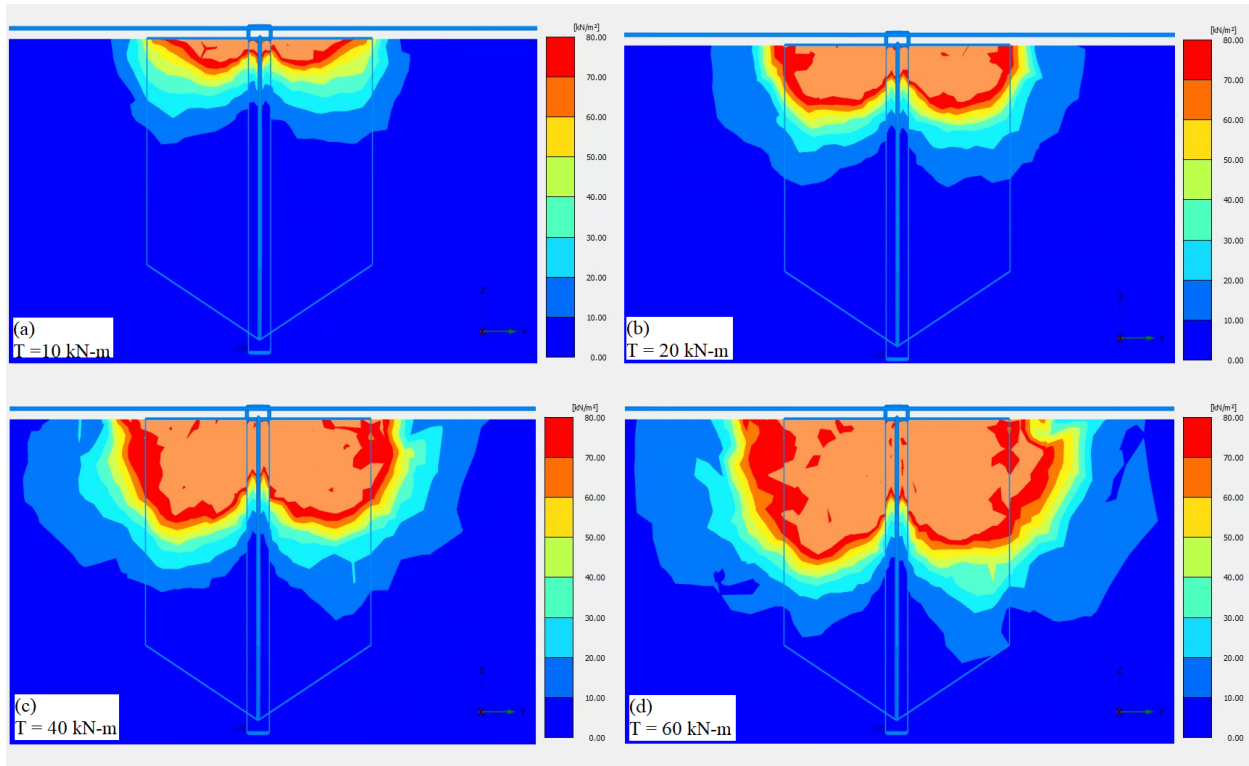 [kN/m²]
80.00
70.00
60.00
50.00
40.00
30.00
20.00
10.00
0.00
Z
Y
(a)
T =10 kN-m
[kN/m²]
80.00
70.00
60.00
50.00
40.00
30.00
20.00
10.00
0.00
Z
Y
(b)
T = 20 kN-m
[kN/m²]
80.00
70.00
60.00
50.00
40.00
30.00
20.00
10.00
0.00
Z
Y
(c)
T = 40 kN-m
[kN/m²]
80.00
70.00
60.00
50.00
40.00
30.00
20.00
10.00
0.00
Z
Y
(d)
T = 60 kN-m